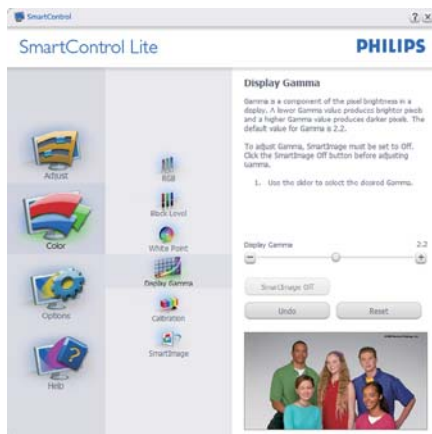 SmartControl
SmartControl Lite
PHILIPS
Adjust
Color
Options
Help
RGB
Black Level
White Point
Display Gamma
Calibration
SmartImage
Display Gamma
Gamma is a component of the pixel brightness in a
display. A lower Gamma value produces brighter pixels
and a higher Gamma value produces darker pixels. The
default value for Gamma is 2.2.
To adjust Gamma, SmartImage must be set to Off.
Click the SmartImage Off button before adjusting
Gamma.
1. Use the slider to select the desired Gamma.
Display Gamma 2.2
SmartImage Off
Undo Reset